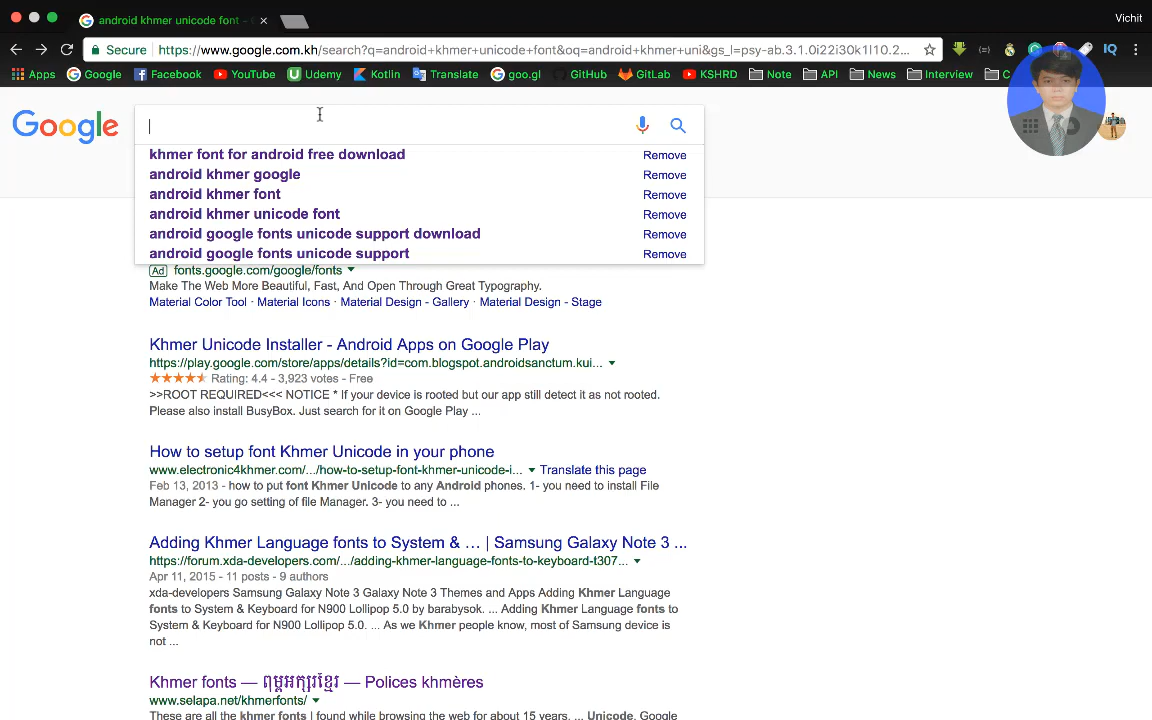 android khmer unicode font -
Vichit
Secure https://www.google.com.kh/search?q=android+khmer+unicode+font&oq=android+khmer+uni&gs_l=psy-ab.3.1.0i22i30k1l10.2...
IQ
Apps Google Facebook YouTube Udemy Kotlin Translate goo.gl GitHub GitLab KSHRD Note API News Interview C
Google
khmer font for android free download Remove
android khmer google Remove
android khmer font Remove
android khmer unicode font Remove
android google fonts unicode support download Remove
android google fonts unicode support Remove
Ad fonts.google.com/google/fonts
Make The Web More Beautiful, Fast, And Open Through Great Typography.
Material Color Tool · Material Icons · Material Design - Gallery · Material Design - Stage
Khmer Unicode Installer - Android Apps on Google Play
https://play.google.com/store/apps/details?id=com.blogspot.androidsanctum.kui...
Rating: 4.4 - 3,923 votes - Free
>>ROOT REQUIRED<<< NOTICE * If your device is rooted but our app still detect it as not rooted.
Please also install BusyBox. Just search for it on Google Play ...
How to setup font Khmer Unicode in your phone
www.electronic4khmer.com/.../how-to-setup-font-khmer-unicode-i... Translate this page
Feb 13, 2013 - how to put font Khmer Unicode to any Android phones. 1- you need to install File
Manager 2- you go setting of file Manager. 3- you need to ...
Adding Khmer Language fonts to System & ... | Samsung Galaxy Note 3 ...
https://forum.xda-developers.com/.../adding-khmer-language-fonts-to-keyboard-t307...
Apr 11, 2015 - 11 posts - 9 authors
xda-developers Samsung Galaxy Note 3 Galaxy Note 3 Themes and Apps Adding Khmer Language
fonts to System & Keyboard for N900 Lollipop 5.0 by barabysok. ... Adding Khmer Language fonts to
System & Keyboard for N900 Lollipop 5.0. ... As we Khmer people know, most of Samsung device is
not ...
Khmer fonts — ពុម្ពអក្សរខ្មែរ — Polices khmères
www.selapa.net/khmerfonts/
These are all the khmer fonts I found while browsing the web for about 15 years. ... Unicode, Google